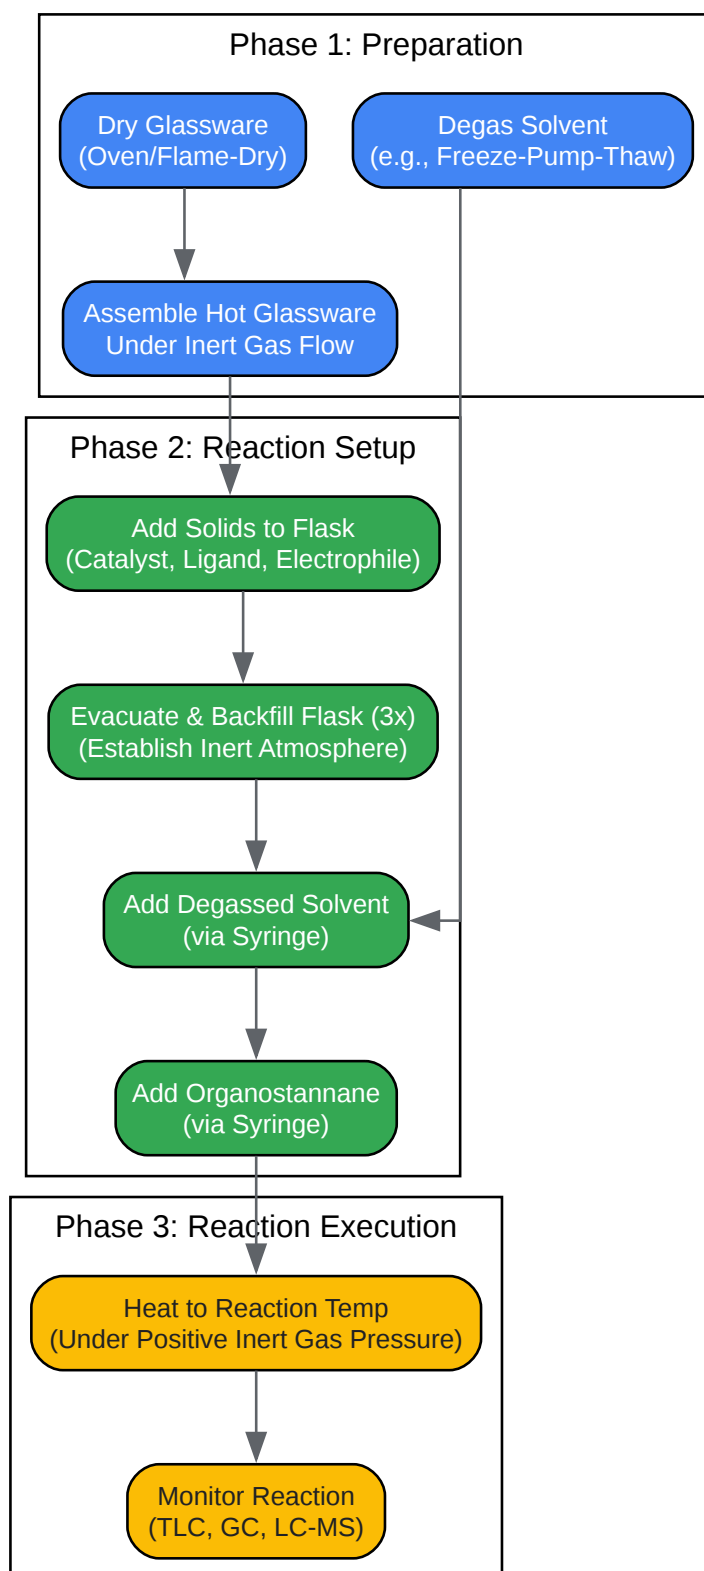 Phase 1: Preparation
Dry Glassware
(Oven/Flame-Dry)
Degas Solvent
(e.g., Freeze-Pump-Thaw)
Assemble Hot Glassware
Under Inert Gas Flow
Phase 2: Reaction Setup
Add Solids to Flask
(Catalyst, Ligand, Electrophile)
Evacuate & Backfill Flask (3x)
(Establish Inert Atmosphere)
Add Degassed Solvent
(via Syringe)
Add Organostannane
(via Syringe)
Phase 3: Reaction Execution
Heat to Reaction Temp
(Under Positive Inert Gas Pressure)
Monitor Reaction
(TLC, GC, LC-MS)